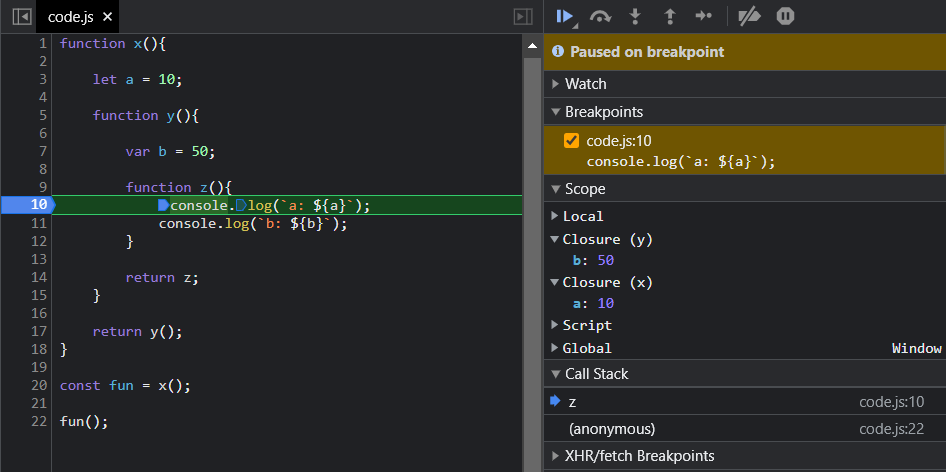 code.js
1 function x(){
2
3 let a = 10;
4
5 function y(){
6
7 var b = 50;
8
9 function z(){
10 console.log(`a: ${a}`);
11 console.log(`b: ${b}`);
12 }
13
14 return z;
15 }
16
17 return y();
18 }
19
20 const fun = x();
21
22 fun();
Paused on breakpoint
Watch
Breakpoints
code.js:10
console.log(`a: ${a}`);
Scope
Local
Closure (y)
b: 50
Closure (x)
a: 10
Script
Global Window
Call Stack
z code.js:10
(anonymous) code.js:22
XHR/fetch Breakpoints